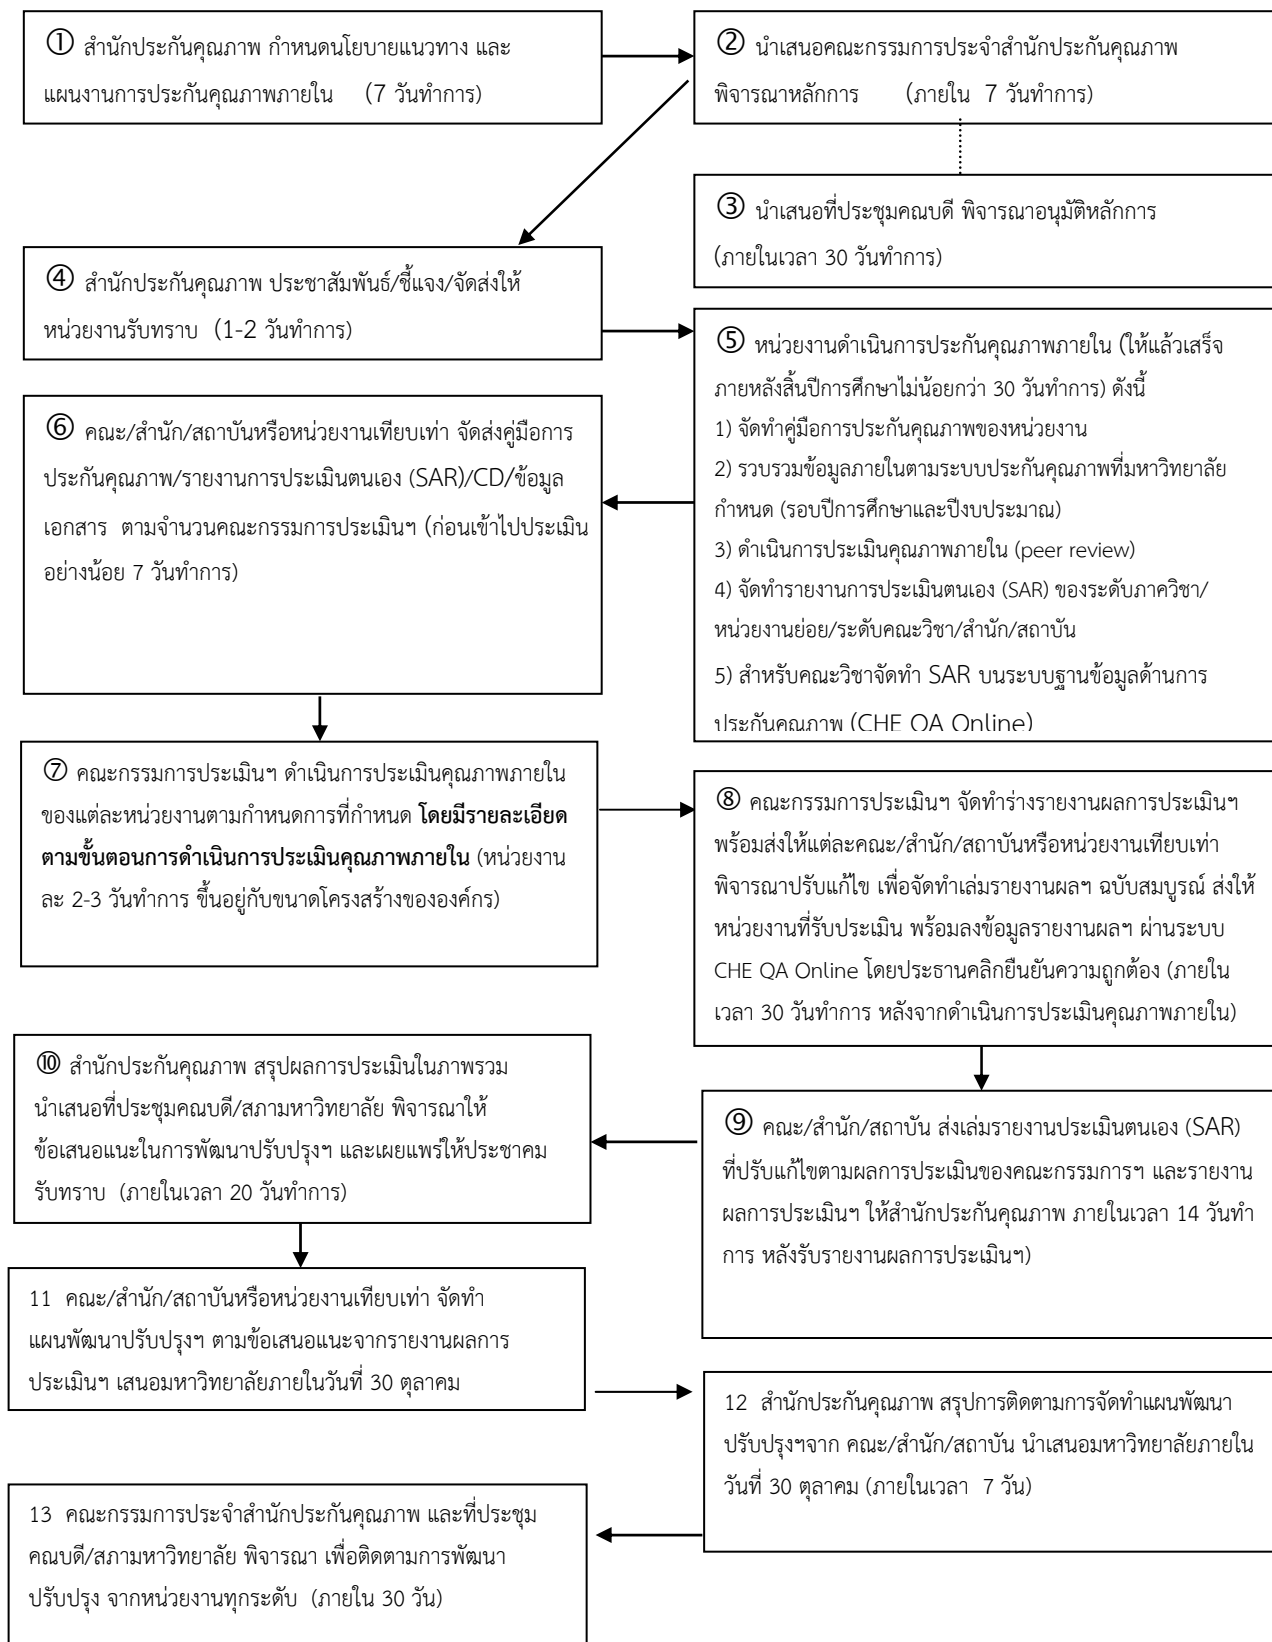 ① สำนักประกันคุณภาพ กำหนดนโยบายแนวทาง และ
แผนงานการประกันคุณภาพภายใน (7 วันทำการ)
② นำเสนอคณะกรรมการประจำสำนักประกันคุณภาพ
พิจารณาหลักการ (ภายใน 7 วันทำการ)
③ นำเสนอที่ประชุมคณบดี พิจารณาอนุมัติหลักการ
(ภายในเวลา 30 วันทำการ)
④ สำนักประกันคุณภาพ ประชาสัมพันธ์/ชี้แจง/จัดส่งให้
หน่วยงานรับทราบ (1-2 วันทำการ)
⑤ หน่วยงานดำเนินการประกันคุณภาพภายใน (ให้แล้วเสร็จ
ภายหลังสิ้นปีการศึกษาไม่น้อยกว่า 30 วันทำการ) ดังนี้
1) จัดทำคู่มือการประกันคุณภาพของหน่วยงาน
2) รวบรวมข้อมูลภายในตามระบบประกันคุณภาพที่มหาวิทยาลัย
กำหนด (รอบปีการศึกษาและปีงบประมาณ)
3) ดำเนินการประเมินคุณภาพภายใน (peer review)
4) จัดทำรายงานการประเมินตนเอง (SAR) ของระดับภาควิชา/
หน่วยงานย่อย/ระดับคณะวิชา/สำนัก/สถาบัน
5) สำหรับคณะวิชาจัดทำ SAR บนระบบฐานข้อมูลด้านการ
ประกันคุณภาพ (CHE QA Online)
⑥ คณะ/สำนัก/สถาบันหรือหน่วยงานเทียบเท่า จัดส่งคู่มือการ
ประกันคุณภาพ/รายงานการประเมินตนเอง (SAR)/CD/ข้อมูล
เอกสาร ตามจำนวนคณะกรรมการประเมินฯ (ก่อนเข้าไปประเมิน
อย่างน้อย 7 วันทำการ)
⑦ คณะกรรมการประเมินฯ ดำเนินการประเมินคุณภาพภายใน
ของแต่ละหน่วยงานตามกำหนดการที่กำหนด โดยมีรายละเอียด
ตามขั้นตอนการดำเนินการประเมินคุณภาพภายใน (หน่วยงาน
ละ 2-3 วันทำการ ขึ้นอยู่กับขนาดโครงสร้างขององค์กร)
⑧ คณะกรรมการประเมินฯ จัดทำร่างรายงานผลการประเมินฯ
พร้อมส่งให้แต่ละคณะ/สำนัก/สถาบันหรือหน่วยงานเทียบเท่า
พิจารณาปรับแก้ไข เพื่อจัดทำเล่มรายงานผลฯ ฉบับสมบูรณ์ ส่งให้
หน่วยงานที่รับประเมิน พร้อมลงข้อมูลรายงานผลฯ ผ่านระบบ
CHE QA Online โดยประธานคลิกยืนยันความถูกต้อง (ภายใน
เวลา 30 วันทำการ หลังจากดำเนินการประเมินคุณภาพภายใน)
⑨ คณะ/สำนัก/สถาบัน ส่งเล่มรายงานประเมินตนเอง (SAR)
ที่ปรับแก้ไขตามผลการประเมินของคณะกรรมการฯ และรายงาน
ผลการประเมินฯ ให้สำนักประกันคุณภาพ ภายในเวลา 14 วันทำ
การ หลังรับรายงานผลการประเมินฯ)
⑩ สำนักประกันคุณภาพ สรุปผลการประเมินในภาพรวม
นำเสนอที่ประชุมคณบดี/สภามหาวิทยาลัย พิจารณาให้
ข้อเสนอแนะในการพัฒนาปรับปรุงฯ และเผยแพร่ให้ประชาคม
รับทราบ (ภายในเวลา 20 วันทำการ)
11 คณะ/สำนัก/สถาบันหรือหน่วยงานเทียบเท่า จัดทำ
แผนพัฒนาปรับปรุงฯ ตามข้อเสนอแนะจากรายงานผลการ
ประเมินฯ เสนอมหาวิทยาลัยภายในวันที่ 30 ตุลาคม
12 สำนักประกันคุณภาพ สรุปการติดตามการจัดทำแผนพัฒนา
ปรับปรุงฯจาก คณะ/สำนัก/สถาบัน นำเสนอมหาวิทยาลัยภายใน
วันที่ 30 ตุลาคม (ภายในเวลา 7 วัน)
13 คณะกรรมการประจำสำนักประกันคุณภาพ และที่ประชุม
คณบดี/สภามหาวิทยาลัย พิจารณา เพื่อติดตามการพัฒนา
ปรับปรุง จากหน่วยงานทุกระดับ (ภายใน 30 วัน)